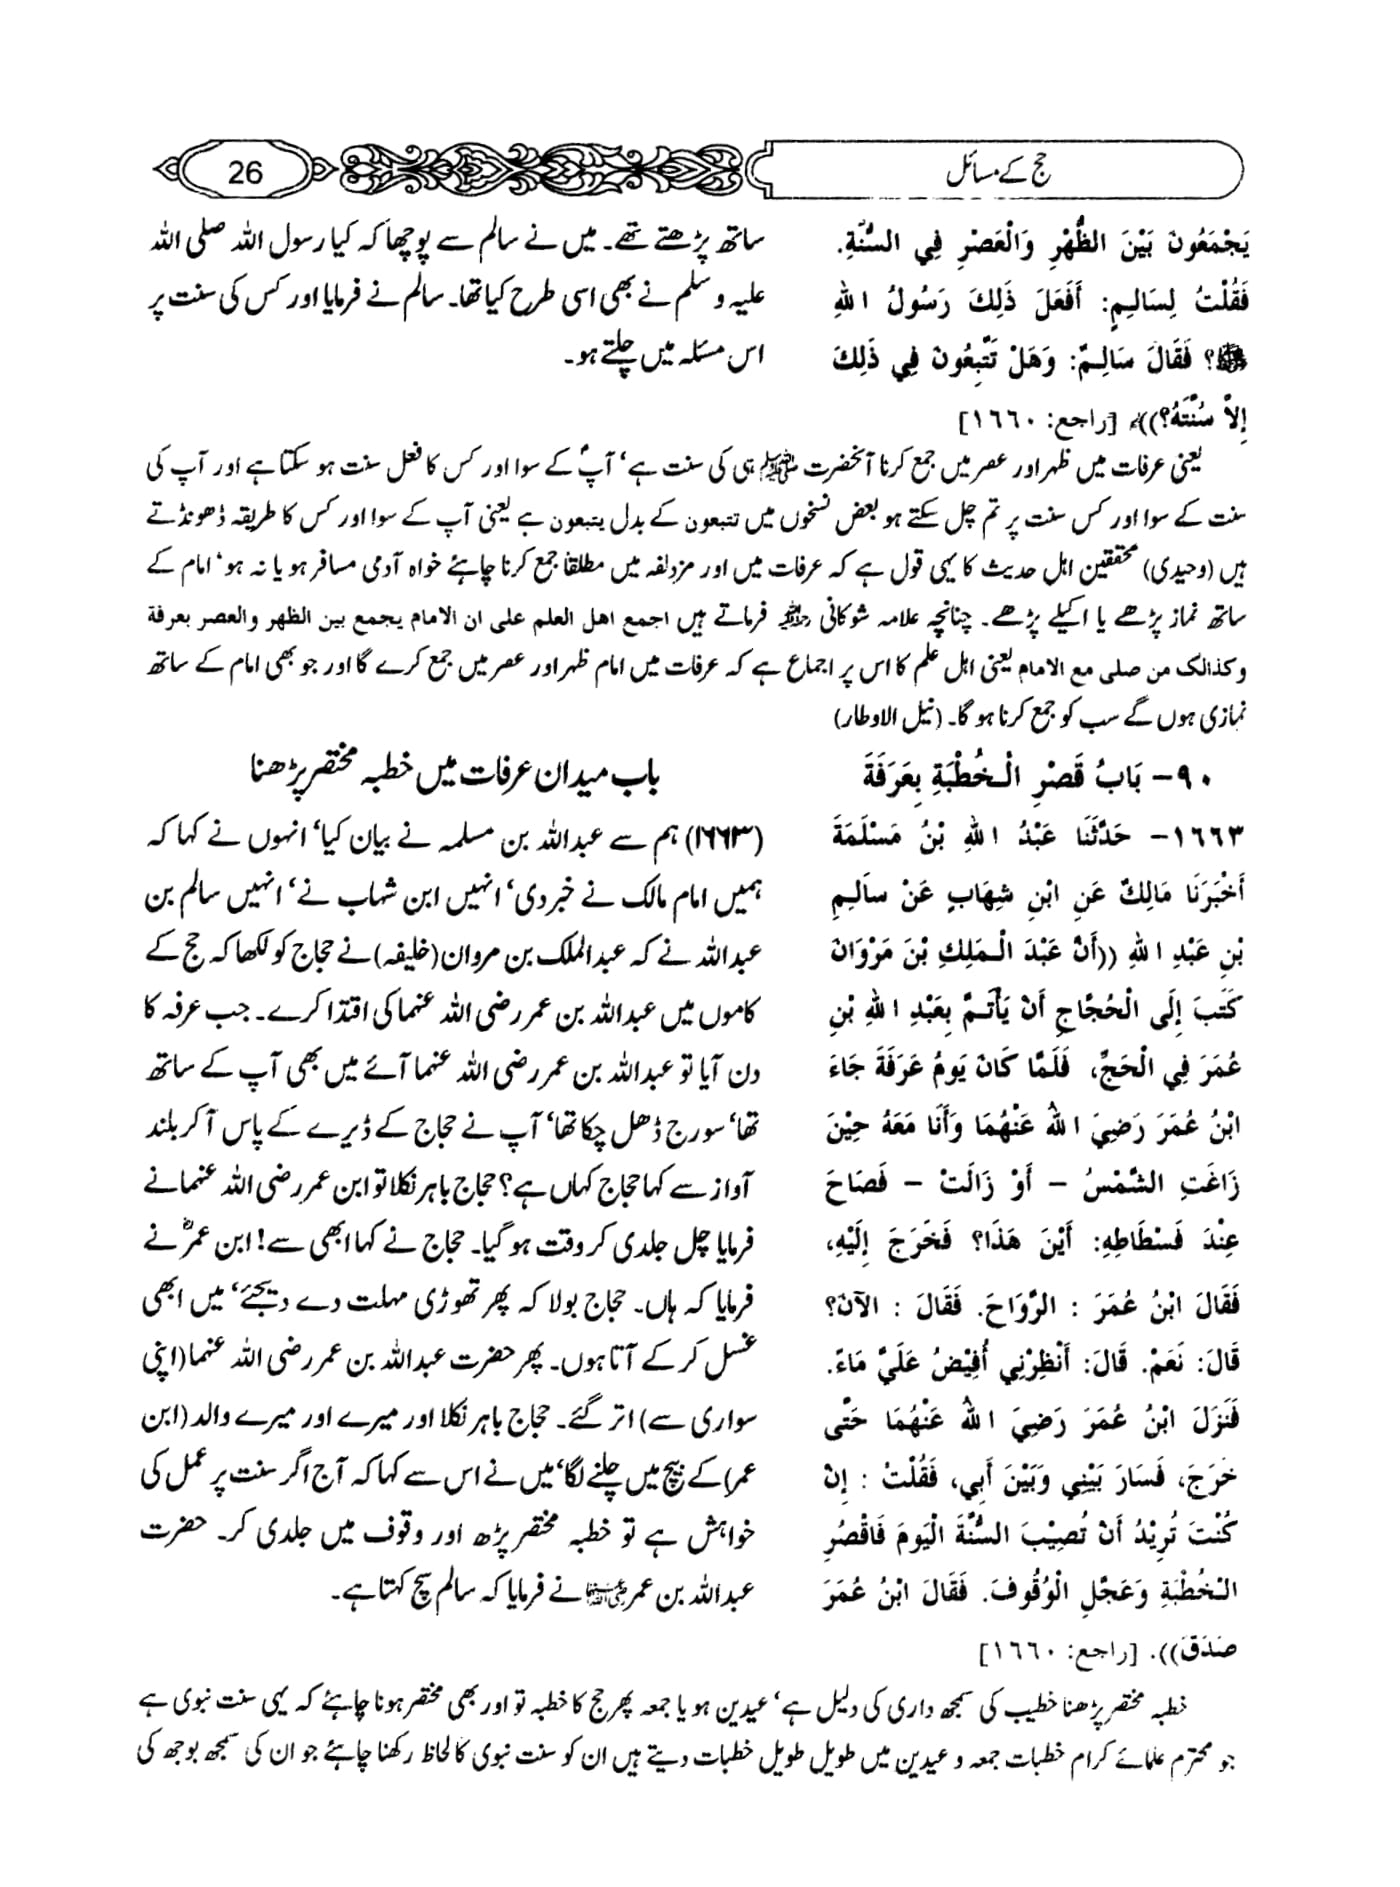 حج کے مسائل
26
يَجْمَعُونَ بَيْنَ الظُّهْرِ وَالْعَصْرِ فِي السُّنَّةِ.
فَقُلْتُ لِسَالِمٍ: أَفَعَلَ ذَلِكَ رَسُولُ اللهِ
ﷺ؟ فَقَالَ سَالِمٌ: وَهَلْ تَتَّبِعُونَ فِي ذَلِكَ
إِلاَّ سُنَّتَهُ؟)). [راجع: ١٦٦٠]
ساتھ پڑھتے تھے۔ میں نے سالم سے پوچھا کہ کیا رسول اللہ صلی اللہ
علیہ و سلم نے بھی اسی طرح کیا تھا۔ سالم نے فرمایا اور کس کی سنت پر
اس مسئلہ میں چلتے ہو۔
یعنی عرفات میں ظہر اور عصر میں جمع کرنا آنحضرت ﷺ ہی کی سنت ہے‘ آپؐ کے سوا اور کس کا فعل سنت ہو سکتا ہے اور آپ کی
سنت کے سوا اور کس سنت پر تم چل سکتے ہو بعض نسخوں میں تتبعون کے بدل یتبعون ہے یعنی آپ کے سوا اور کس کا طریقہ ڈھونڈتے
ہیں (وحیدی) محققین اہل حدیث کا یہی قول ہے کہ عرفات میں اور مزدلفہ میں مطلقاً جمع کرنا چاہئے خواہ آدمی مسافر ہو یا نہ ہو‘ امام کے
ساتھ نماز پڑھے یا اکیلے پڑھے۔ چنانچہ علامہ شوکانی رحمہ اللہ فرماتے ہیں اجمع اهل العلم على ان الامام يجمع بين الظهر والعصر بعرفة
وكذالك من صلى مع الامام یعنی اہل علم کا اس پر اجماع ہے کہ عرفات میں امام ظہر اور عصر میں جمع کرے گا اور جو بھی امام کے ساتھ
نمازی ہوں گے سب کو جمع کرنا ہو گا۔ (نیل الاوطار)
٩٠- بَابُ قَصْرِ الْخُطْبَةِ بِعَرَفَةَ
باب میدان عرفات میں خطبہ مختصر پڑھنا
١٦٦٣- حَدَّثَنَا عَبْدُ اللهِ بْنُ مَسْلَمَةَ
أَخْبَرَنَا مَالِكٌ عَنِ ابْنِ شِهَابٍ عَنْ سَالِمِ
بْنِ عَبْدِ اللهِ ((أَنَّ عَبْدَ الْمَلِكِ بْنَ مَرْوَانَ
كَتَبَ إِلَى الْحُجَّاجِ أَنْ يَأْتَمَّ بِعَبْدِ اللهِ بْنِ
عُمَرَ فِي الْحَجِّ، فَلَمَّا كَانَ يَومُ عَرَفَةَ جَاءَ
ابْنُ عُمَرَ رَضِيَ اللهُ عَنْهُمَا وَأَنَا مَعَهُ حِيْنَ
زَاغَتِ الشَّمْسُ - أَوْ زَالَتْ - فَصَاحَ
عِنْدَ فَسْطَاطِهِ: أَيْنَ هَذَا؟ فَخَرَجَ إِلَيْهِ،
فَقَالَ ابْنُ عُمَرَ : الرَّوَاحَ. فَقَالَ : الآنَ؟
قَالَ: نَعَمْ. قَالَ: أَنْظِرْنِي أُفِيْضُ عَلَيَّ مَاءً.
فَنَزَلَ ابْنُ عُمَرَ رَضِيَ اللهُ عَنْهُمَا حَتَّى
خَرَجَ، فَسَارَ بَيْنِي وَبَيْنَ أَبِي، فَقُلْتُ : إِنْ
كُنْتَ تُرِيْدُ أَنْ تُصِيْبَ السُّنَّةَ الْيَومَ فَاقْصُرِ
الْخُطْبَةِ وَعَجِّلِ الْوُقُوفَ. فَقَالَ ابْنُ عُمَرَ
صَدَقَ)). [راجع: ١٦٦٠]
(۱۶۶۳) ہم سے عبداللہ بن مسلمہ نے بیان کیا‘ انہوں نے کہا کہ
ہمیں امام مالک نے خبر دی‘ انہیں ابن شہاب نے‘ انہیں سالم بن
عبداللہ نے کہ عبدالملک بن مروان (خلیفہ) نے حجاج کو لکھا کہ حج کے
کاموں میں عبداللہ بن عمر رضی اللہ عنہما کی اقتدا کرے۔ جب عرفہ کا
دن آیا تو عبداللہ بن عمر رضی اللہ عنہما آئے میں بھی آپ کے ساتھ
تھا‘ سورج ڈھل چکا تھا‘ آپ نے حجاج کے ڈیرے کے پاس آ کر بلند
آواز سے کہا حجاج کہاں ہے؟ حجاج باہر نکلا تو ابن عمر رضی اللہ عنہما نے
فرمایا چل جلدی کر وقت ہو گیا۔ حجاج نے کہا ابھی سے! ابن عمرؓ نے
فرمایا کہ ہاں۔ حجاج بولا کہ پھر تھوڑی مہلت دے دیجئے‘ میں ابھی
غسل کر کے آتا ہوں۔ پھر حضرت عبداللہ بن عمر رضی اللہ عنہما (اپنی
سواری سے) اتر گئے۔ حجاج باہر نکلا اور میرے اور میرے والد (ابن
عمر) کے بیچ میں چلنے لگا‘ میں نے اس سے کہا کہ آج اگر سنت پر عمل کی
خواہش ہے تو خطبہ مختصر پڑھ اور وقوف میں جلدی کر۔ حضرت
عبداللہ بن عمر رضی اللہ عنہما نے فرمایا کہ سالم سچ کہتا ہے۔
خطبہ مختصر پڑھنا خطیب کی سمجھ داری کی دلیل ہے‘ عیدین ہو یا جمعہ پھر حج کا خطبہ تو اور بھی مختصر ہونا چاہئے کہ یہی سنت نبوی ہے
جو محترم علمائے کرام خطبات جمعہ و عیدین میں طویل طویل خطبات دیتے ہیں ان کو سنت نبوی کا لحاظ رکھنا چاہئے جو ان کی سمجھ بوجھ کی